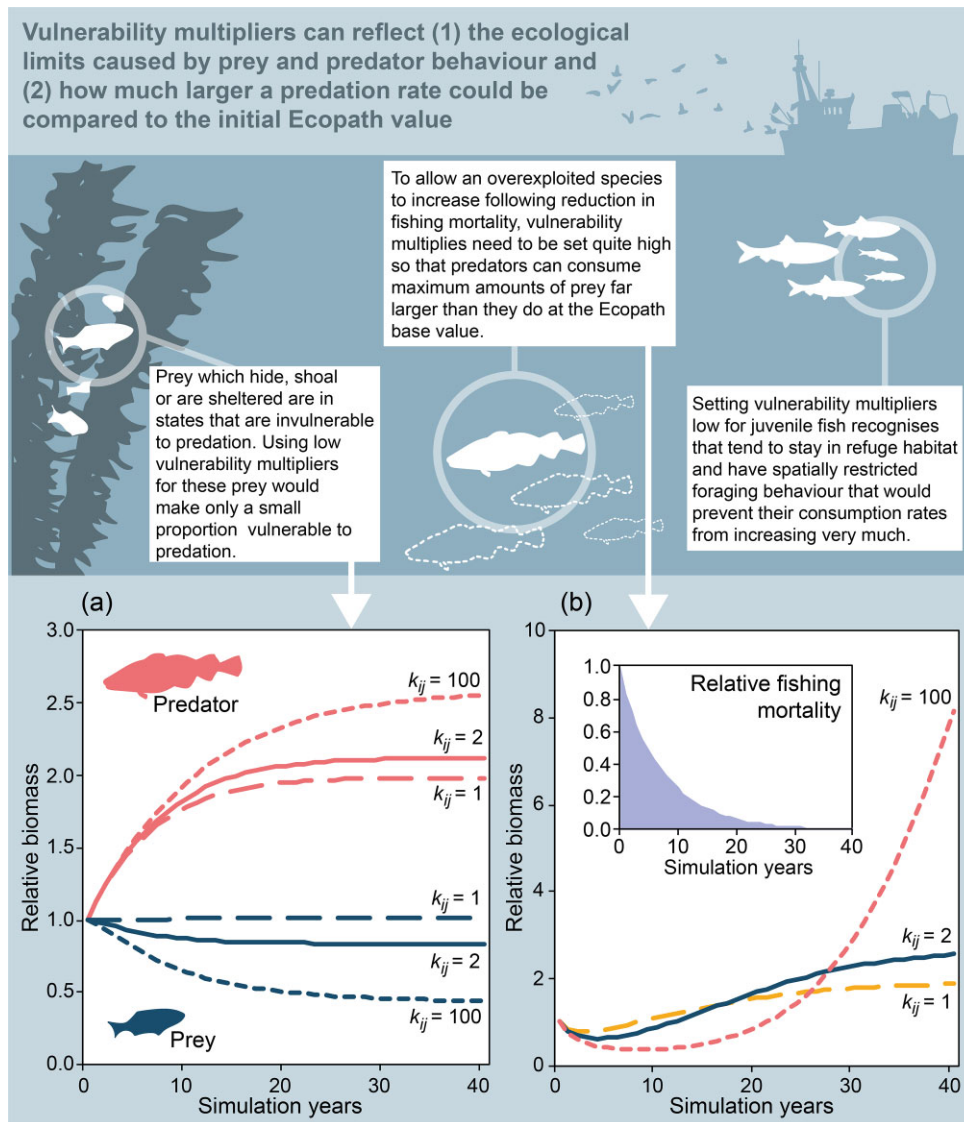 Vulnerability multipliers can reflect (1) the ecological
limits caused by prey and predator behaviour and
(2) how much larger a predation rate could be
compared to the initial Ecopath value
To allow an overexploited species
to increase following reduction in
fishing mortality, vulnerability
multiplies need to be set quite high
so that predators can consume
maximum amounts of prey far
larger than they do at the Ecopath
base value.
Prey which hide, shoal
or are sheltered are in
states that are invulnerable
to predation. Using low
vulnerability multipliers
for these prey would
make only a small
proportion vulnerable to
predation.
Setting vulnerability multipliers
low for juvenile fish recognises
that tend to stay in refuge habitat
and have spatially restricted
foraging behaviour that would
prevent their consumption rates
from increasing very much.
(a)
Relative biomass
3.0
2.5
2.0
1.5
1.0
0.5
0.0
Predator
kij = 100
kij = 2
kij = 1
kij = 1
kij = 2
kij = 100
Prey
0 10 20 30 40
Simulation years
(b)
Relative biomass
10
8
6
4
2
0
Relative fishing
mortality
1.0
0.8
0.6
0.4
0.2
0.0
0 10 20 30 40
Simulation years
kij = 100
kij = 2
kij = 1
0 10 20 30 40
Simulation years